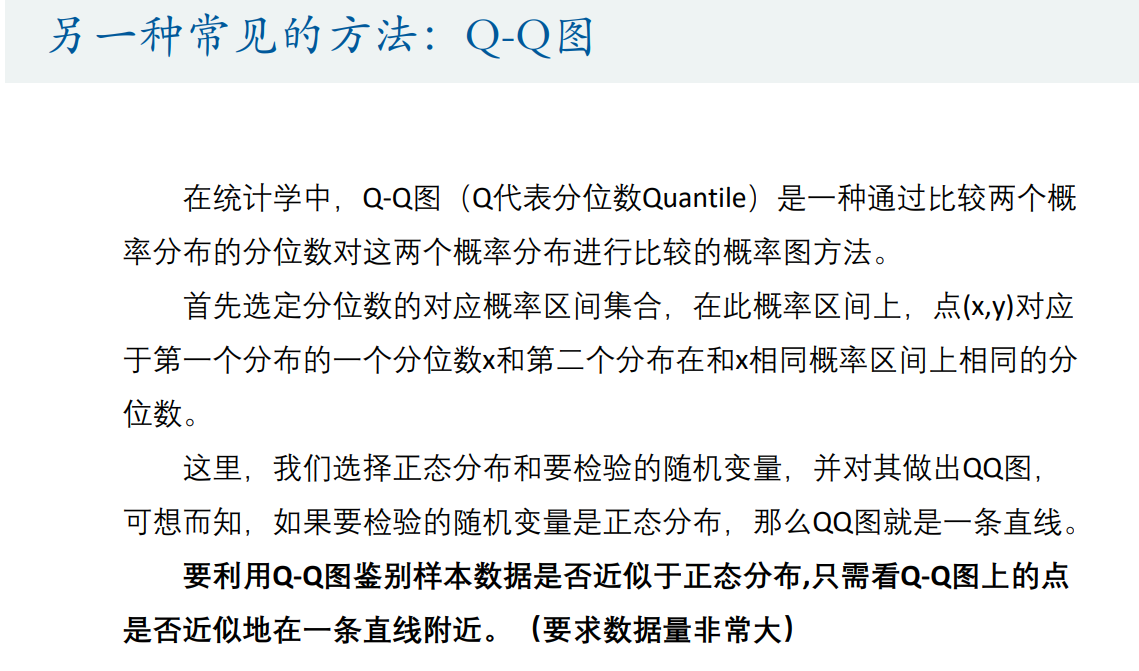 另一种常见的方法：Q-Q图
在统计学中，Q-Q图（Q代表分位数Quantile）是一种通过比较两个概
率分布的分位数对这两个概率分布进行比较的概率图方法。
首先选定分位数的对应概率区间集合，在此概率区间上，点(x,y)对应
于第一个分布的一个分位数x和第二个分布在和x相同概率区间上相同的分
位数。
这里，我们选择正态分布和要检验的随机变量，并对其做出QQ图，
可想而知，如果要检验的随机变量是正态分布，那么QQ图就是一条直线。
要利用Q-Q图鉴别样本数据是否近似于正态分布,只需看Q-Q图上的点
是否近似地在一条直线附近。（要求数据量非常大）